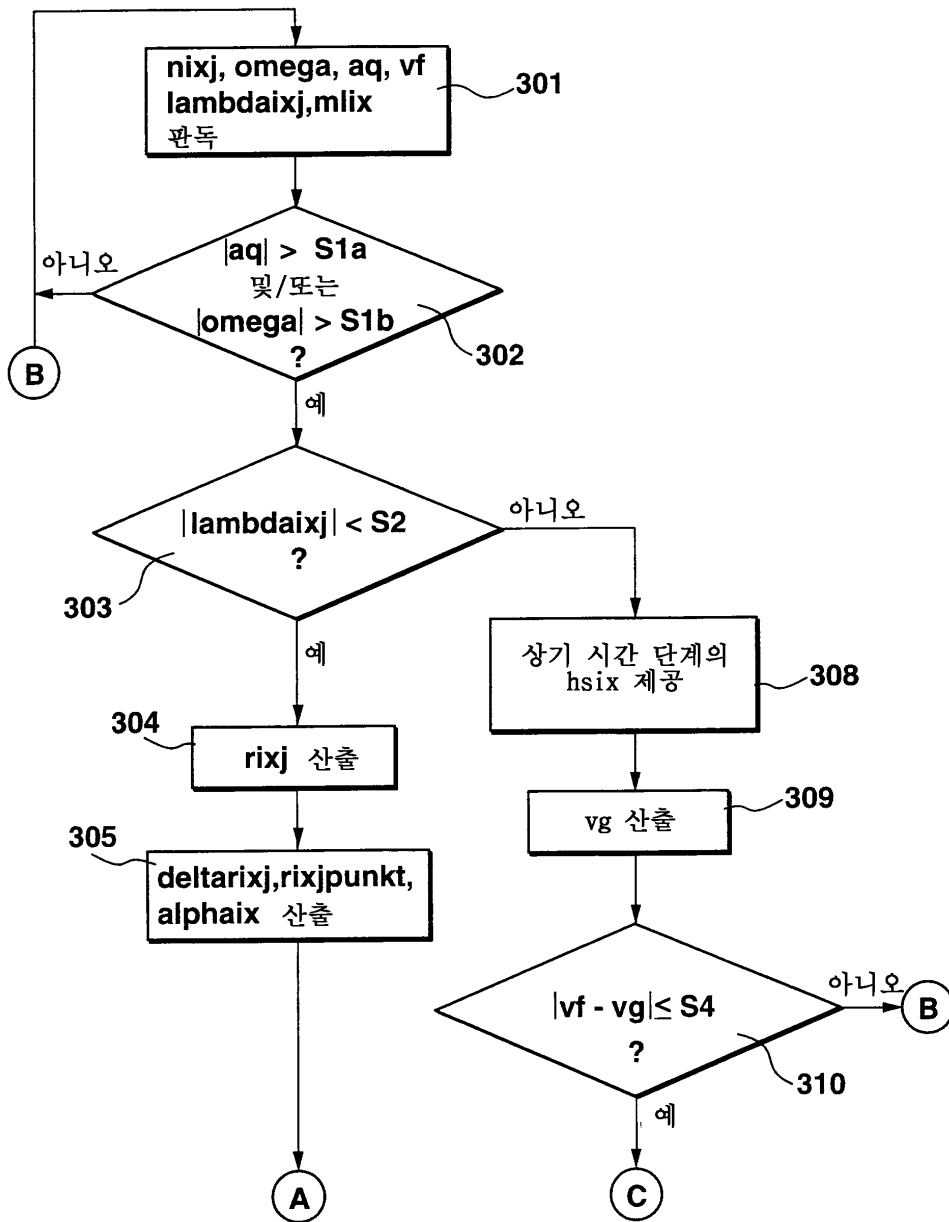 nixj, omega, aq, vf
lambdaixj,mlix
판독
301
|aq| > S1a
및/또는
|omega| > S1b
?
302
아니오
B
예
|lambdaixj| < S2
?
303
아니오
예
상기 시간 단계의
hsix 제공
308
304
rixj 산출
vg 산출
309
305
deltarixj,rixjpunkt,
alphaix 산출
|vf - vg|≤ S4
?
310
아니오
B
예
A
C